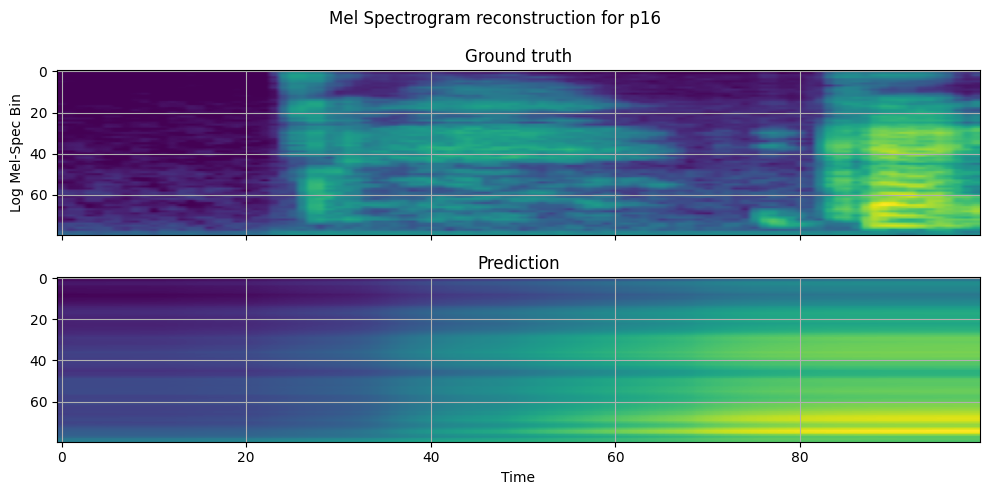 Mel Spectrogram reconstruction for p16
Ground truth
0
20
40
60
Log Mel-Spec Bin
Prediction
0
20
40
60
0 20 40 60 80
Time